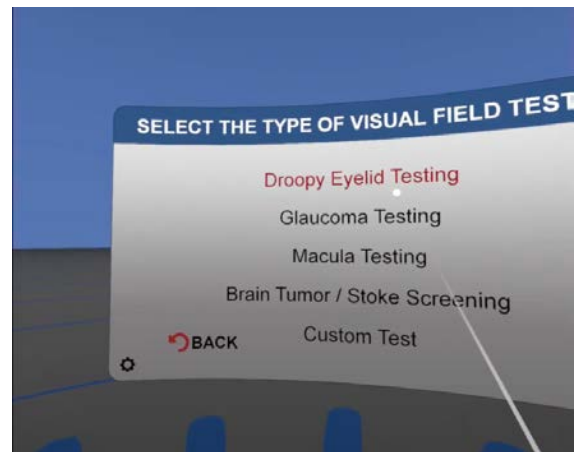 SELECT THE TYPE OF VISUAL FIELD TEST
Droopy Eyelid Testing
Glaucoma Testing
Macula Testing
Brain Tumor / Stoke Screening
Custom Test
BACK